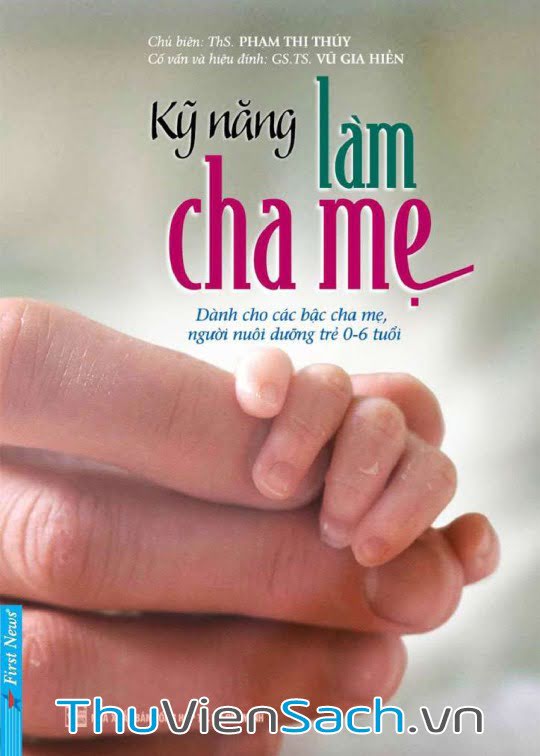 Chủ biên: ThS. PHẠM THỊ THÚY
Cố vấn và hiệu đính: GS.TS. VŨ GIA HIỀN
Kỹ năng làm
cha mẹ
Dành cho các bậc cha mẹ,
người nuôi dưỡng trẻ 0-6 tuổi
First News
ThuVienSach.vn